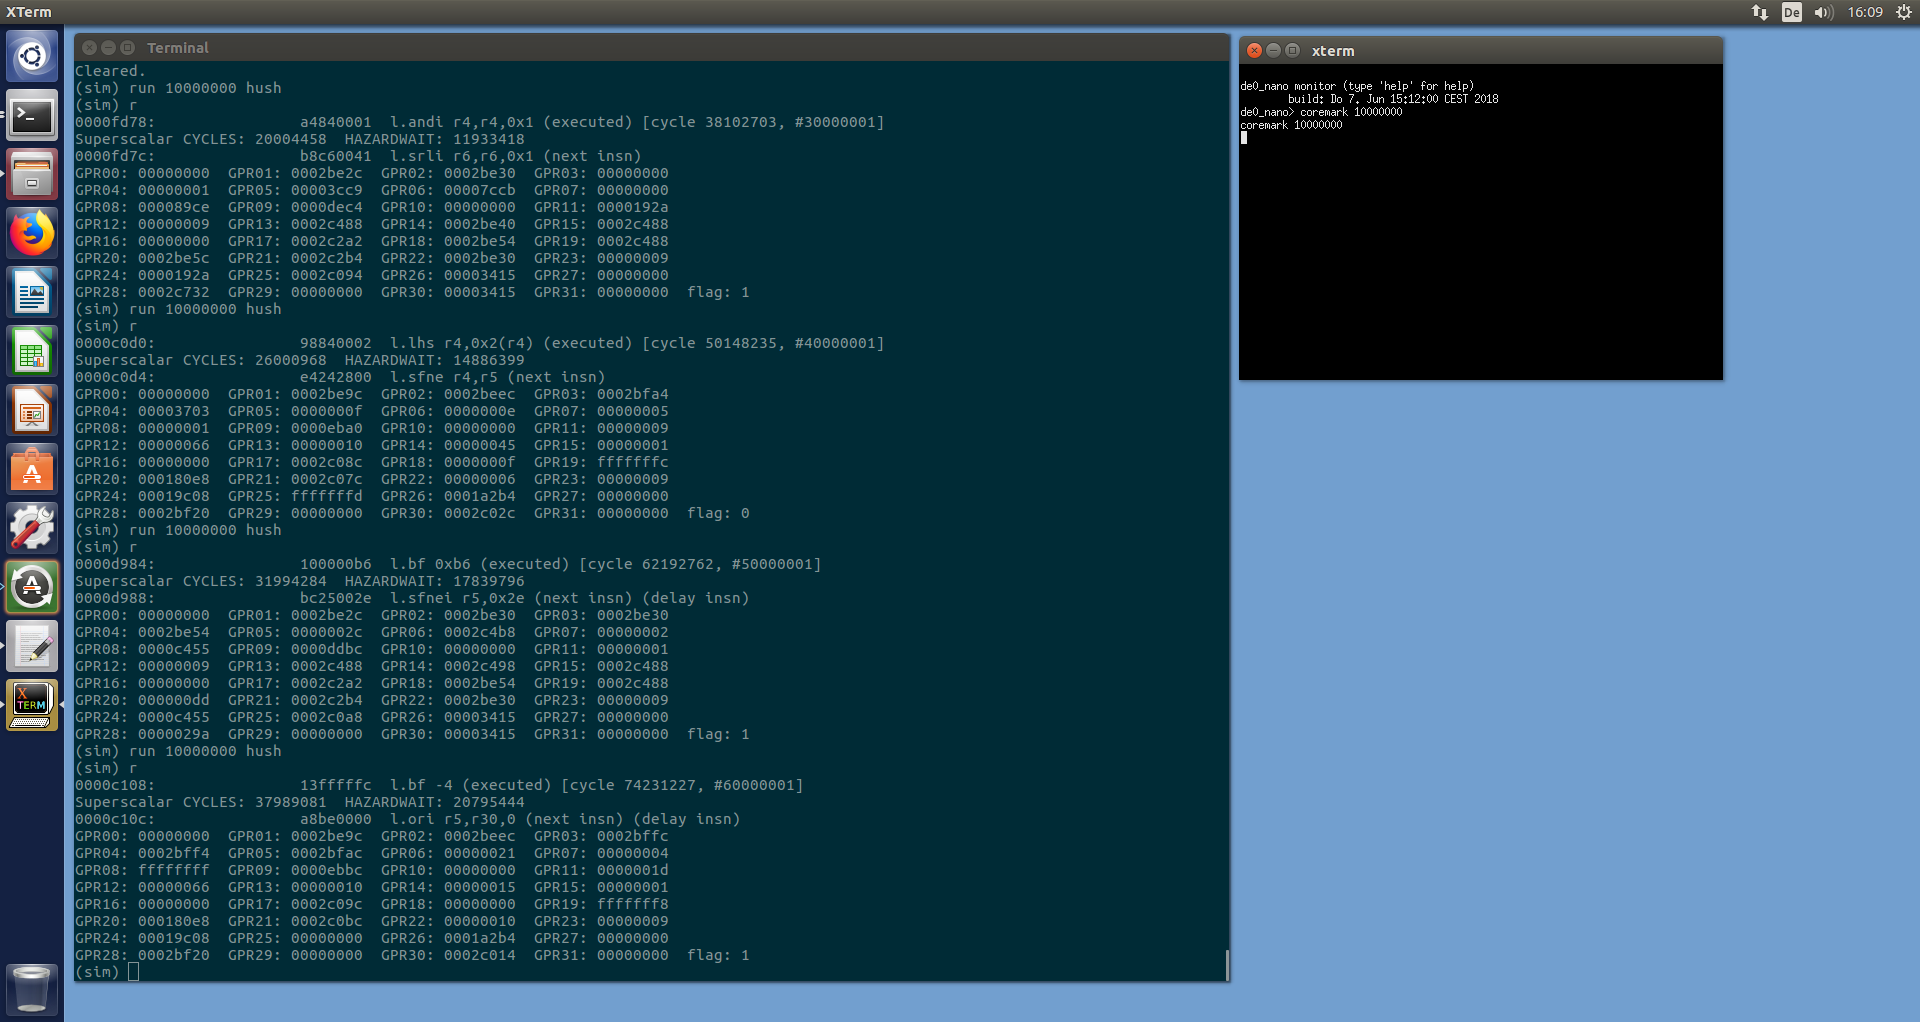 XTerm
De
16:09
Terminal
Cleared.
(sim) run 10000000 hush
(sim) r
0000fd78: a4840001 l.andi r4,r4,0x1 (executed) [cycle 38102703, #30000001]
Superscalar CYCLES: 20004458 HAZARDWAIT: 11933418
0000fd7c: b8c60041 l.srli r6,r6,0x1 (next insn)
GPR00: 00000000 GPR01: 0002be2c GPR02: 0002be30 GPR03: 00000000
GPR04: 00000001 GPR05: 00003cc9 GPR06: 00007ccb GPR07: 00000000
GPR08: 000089ce GPR09: 0000dec4 GPR10: 00000000 GPR11: 0000192a
GPR12: 00000009 GPR13: 0002c488 GPR14: 0002be40 GPR15: 0002c488
GPR16: 00000000 GPR17: 0002c2a2 GPR18: 0002be54 GPR19: 0002c488
GPR20: 0002be5c GPR21: 0002c2b4 GPR22: 0002be30 GPR23: 00000009
GPR24: 0000192a GPR25: 0002c094 GPR26: 00003415 GPR27: 00000000
GPR28: 0002c732 GPR29: 00000000 GPR30: 00003415 GPR31: 00000000 flag: 1
(sim) run 10000000 hush
(sim) r
0000c0d0: 98840002 l.lhs r4,0x2(r4) (executed) [cycle 50148235, #40000001]
Superscalar CYCLES: 26000968 HAZARDWAIT: 14886399
0000c0d4: e4242800 l.sfne r4,r5 (next insn)
GPR00: 00000000 GPR01: 0002be9c GPR02: 0002beec GPR03: 0002bfa4
GPR04: 00003703 GPR05: 0000000f GPR06: 0000000e GPR07: 00000005
GPR08: 00000001 GPR09: 0000eba0 GPR10: 00000000 GPR11: 00000009
GPR12: 00000066 GPR13: 00000010 GPR14: 00000045 GPR15: 00000001
GPR16: 00000000 GPR17: 0002c08c GPR18: 0000000f GPR19: fffffffc
GPR20: 000180e8 GPR21: 0002c07c GPR22: 00000006 GPR23: 00000009
GPR24: 00019c08 GPR25: fffffffd GPR26: 0001a2b4 GPR27: 00000000
GPR28: 0002bf20 GPR29: 00000000 GPR30: 0002c02c GPR31: 00000000 flag: 0
(sim) run 10000000 hush
(sim) r
0000d984: 100000b6 l.bf 0xb6 (executed) [cycle 62192762, #50000001]
Superscalar CYCLES: 31994284 HAZARDWAIT: 17839796
0000d988: bc25002e l.sfnei r5,0x2e (next insn) (delay insn)
GPR00: 00000000 GPR01: 0002be2c GPR02: 0002be30 GPR03: 0002be30
GPR04: 0002be54 GPR05: 0000002c GPR06: 0002c4b8 GPR07: 00000002
GPR08: 0000c455 GPR09: 0000ddbc GPR10: 00000000 GPR11: 00000001
GPR12: 00000009 GPR13: 0002c488 GPR14: 0002c498 GPR15: 0002c488
GPR16: 00000000 GPR17: 0002c2a2 GPR18: 0002be54 GPR19: 0002c488
GPR20: 000000dd GPR21: 0002c2b4 GPR22: 0002be30 GPR23: 00000009
GPR24: 0000c455 GPR25: 0002c0a8 GPR26: 00003415 GPR27: 00000000
GPR28: 0000029a GPR29: 00000000 GPR30: 00003415 GPR31: 00000000 flag: 1
(sim) run 10000000 hush
(sim) r
0000c108: 13fffffc l.bf -4 (executed) [cycle 74231227, #60000001]
Superscalar CYCLES: 37989081 HAZARDWAIT: 20795444
0000c10c: a8be0000 l.ori r5,r30,0 (next insn) (delay insn)
GPR00: 00000000 GPR01: 0002be9c GPR02: 0002beec GPR03: 0002bffc
GPR04: 0002bff4 GPR05: 0002bfac GPR06: 00000021 GPR07: 00000004
GPR08: ffffffff GPR09: 0000ebbc GPR10: 00000000 GPR11: 0000001d
GPR12: 00000066 GPR13: 00000010 GPR14: 00000015 GPR15: 00000001
GPR16: 00000000 GPR17: 0002c09c GPR18: 00000000 GPR19: fffffff8
GPR20: 000180e8 GPR21: 0002c0bc GPR22: 00000010 GPR23: 00000009
GPR24: 00019c08 GPR25: 00000000 GPR26: 0001a2b4 GPR27: 00000000
GPR28: 0002bf20 GPR29: 00000000 GPR30: 0002c014 GPR31: 00000000 flag: 1
(sim)
xterm
de0_nano monitor (type 'help' for help)
build: Do 7. Jun 15:12:00 CEST 2018
de0_nano> coremark 10000000
coremark 10000000
X
TERM